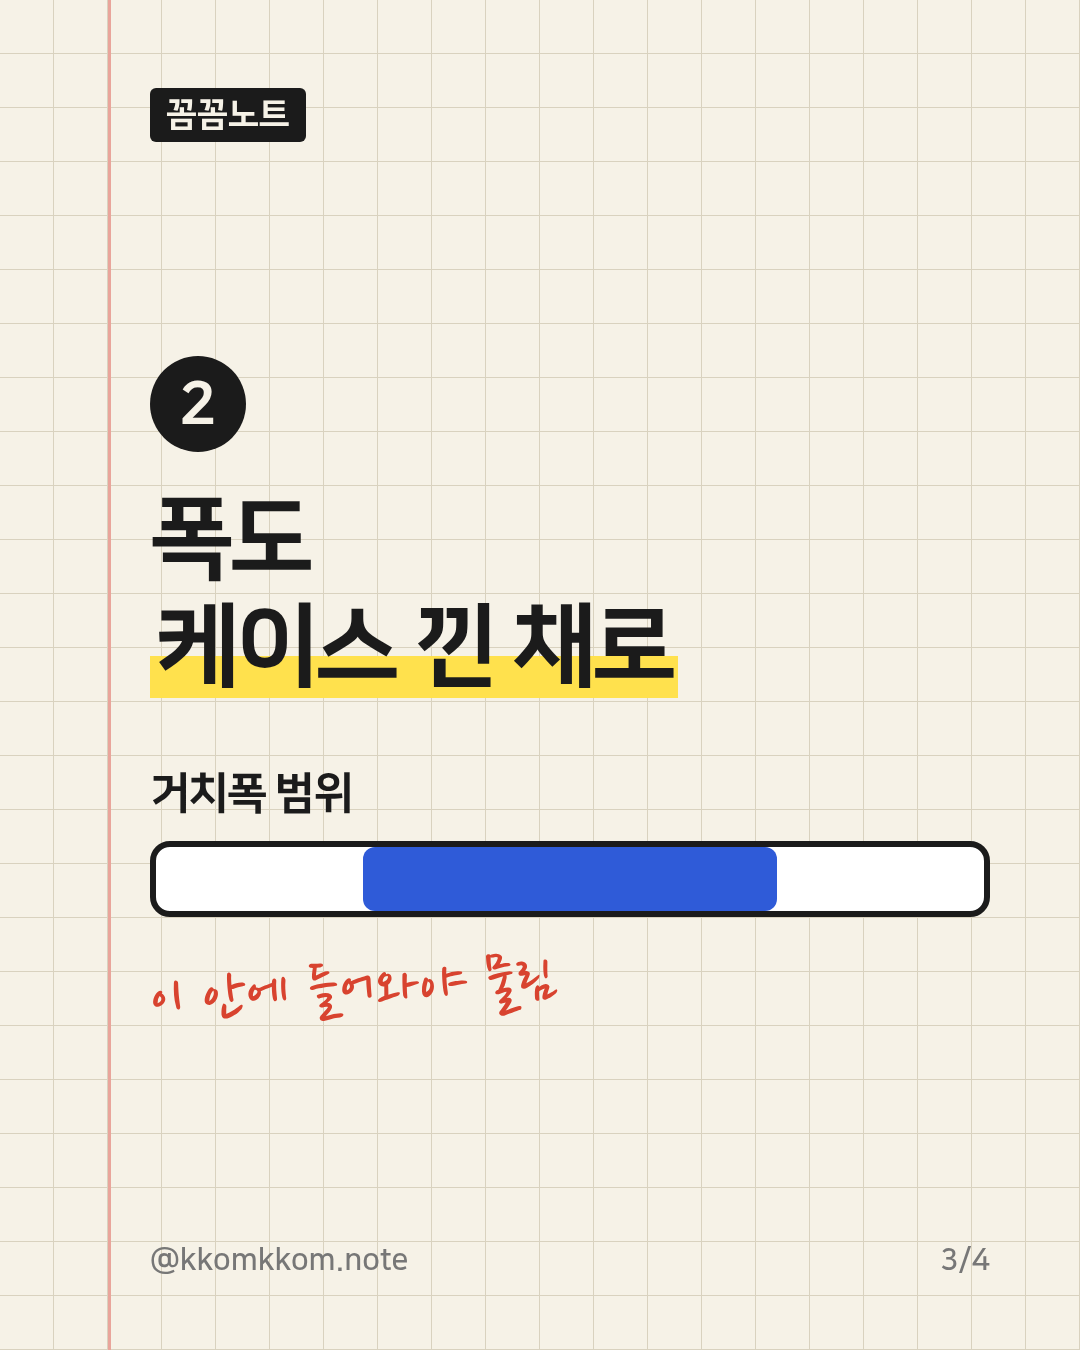 꼼꼼노트
2
폭도
케이스 낀 채로
거치폭 범위
이 안에 들어와야 물림
@kkomkkom.note
3/4